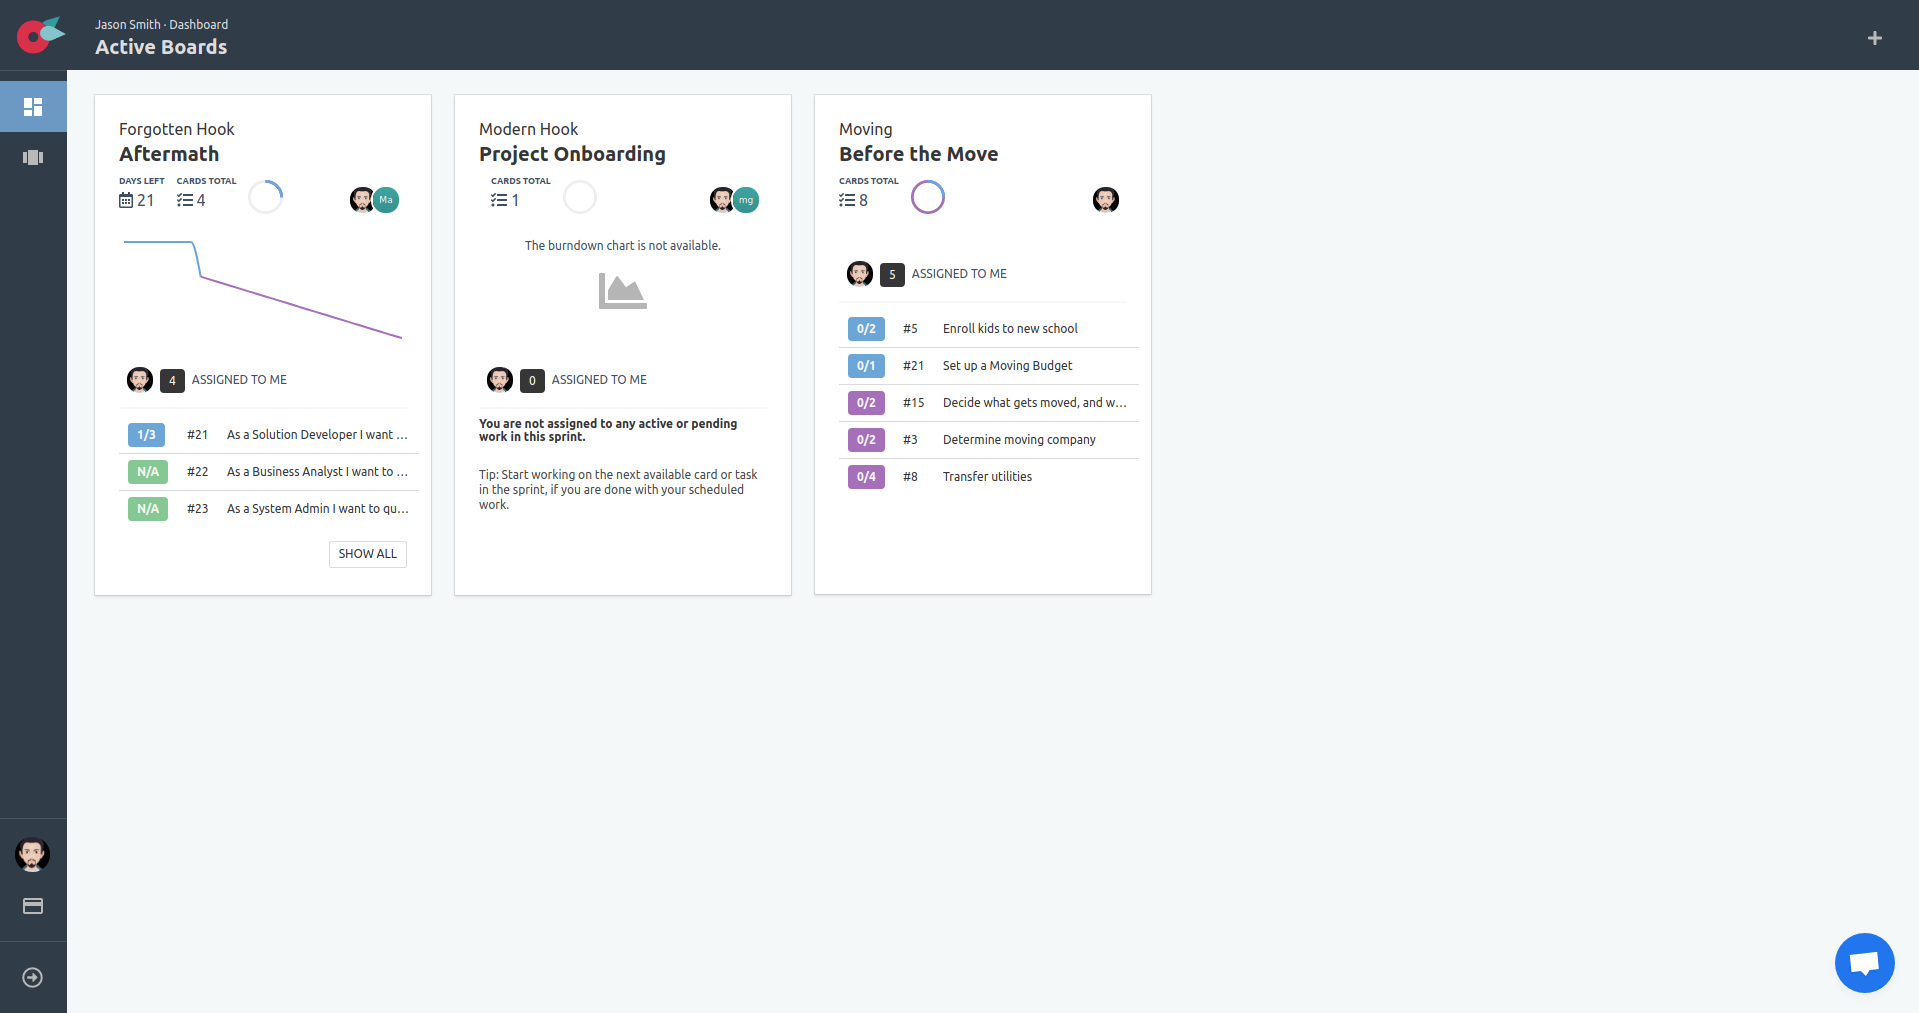 Jason Smith · Dashboard
Active Boards
Forgotten Hook
Aftermath
DAYS LEFT
21
CARDS TOTAL
4
Ma
4 ASSIGNED TO ME
1/3 #21 As a Solution Developer I want ...
N/A #22 As a Business Analyst I want to ...
N/A #23 As a System Admin I want to qu...
SHOW ALL
Modern Hook
Project Onboarding
CARDS TOTAL
1
mg
The burndown chart is not available.
0 ASSIGNED TO ME
You are not assigned to any active or pending
work in this sprint.
Tip: Start working on the next available card or task
in the sprint, if you are done with your scheduled
work.
Moving
Before the Move
CARDS TOTAL
8
5 ASSIGNED TO ME
0/2 #5 Enroll kids to new school
0/1 #21 Set up a Moving Budget
0/2 #15 Decide what gets moved, and w...
0/2 #3 Determine moving company
0/4 #8 Transfer utilities